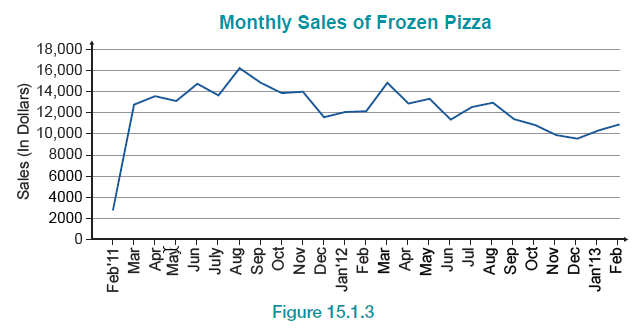 Monthly Sales of Frozen Pizza
Sales (In Dollars)
18,000
16,000
14,000
12,000
10,000
8000
6000
4000
2000
0
Feb'11
Mar
Apr
May
Jun
July
Aug
Sep
Oct
Nov
Dec
Jan'12
Feb
Mar
Apr
May
Jun
Jul
Aug
Sep
Oct
Nov
Dec
Jan'13
Feb
Figure 15.1.3